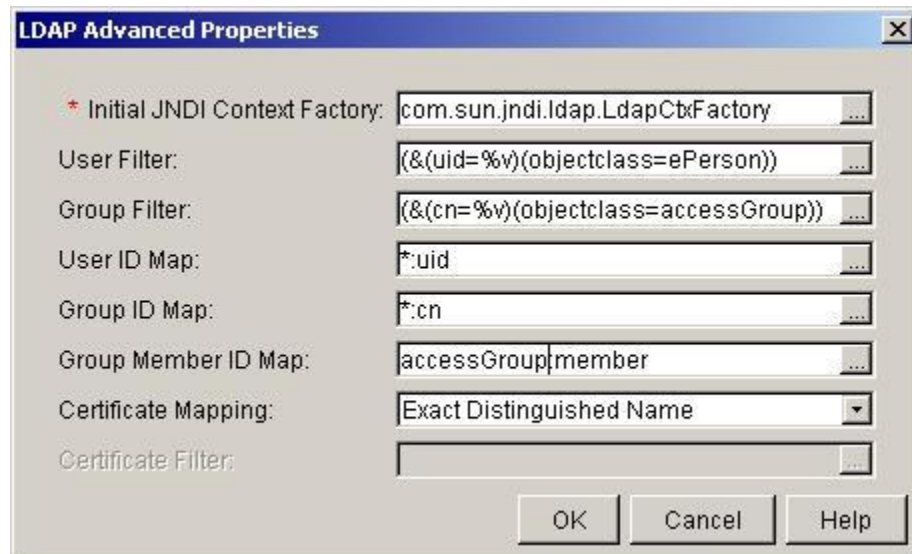 LDAP Advanced Properties
* Initial JNDI Context Factory: com.sun.jndi.ldap.LdapCtxFactory ...
User Filter: (&(uid=%v)(objectclass=ePerson)) ...
Group Filter: (&(cn=%v)(objectclass=accessGroup)) ...
User ID Map: *:uid ...
Group ID Map: *:cn ...
Group Member ID Map: accessGroup:member ...
Certificate Mapping: Exact Distinguished Name
Certificate Filter: ...
OK Cancel Help